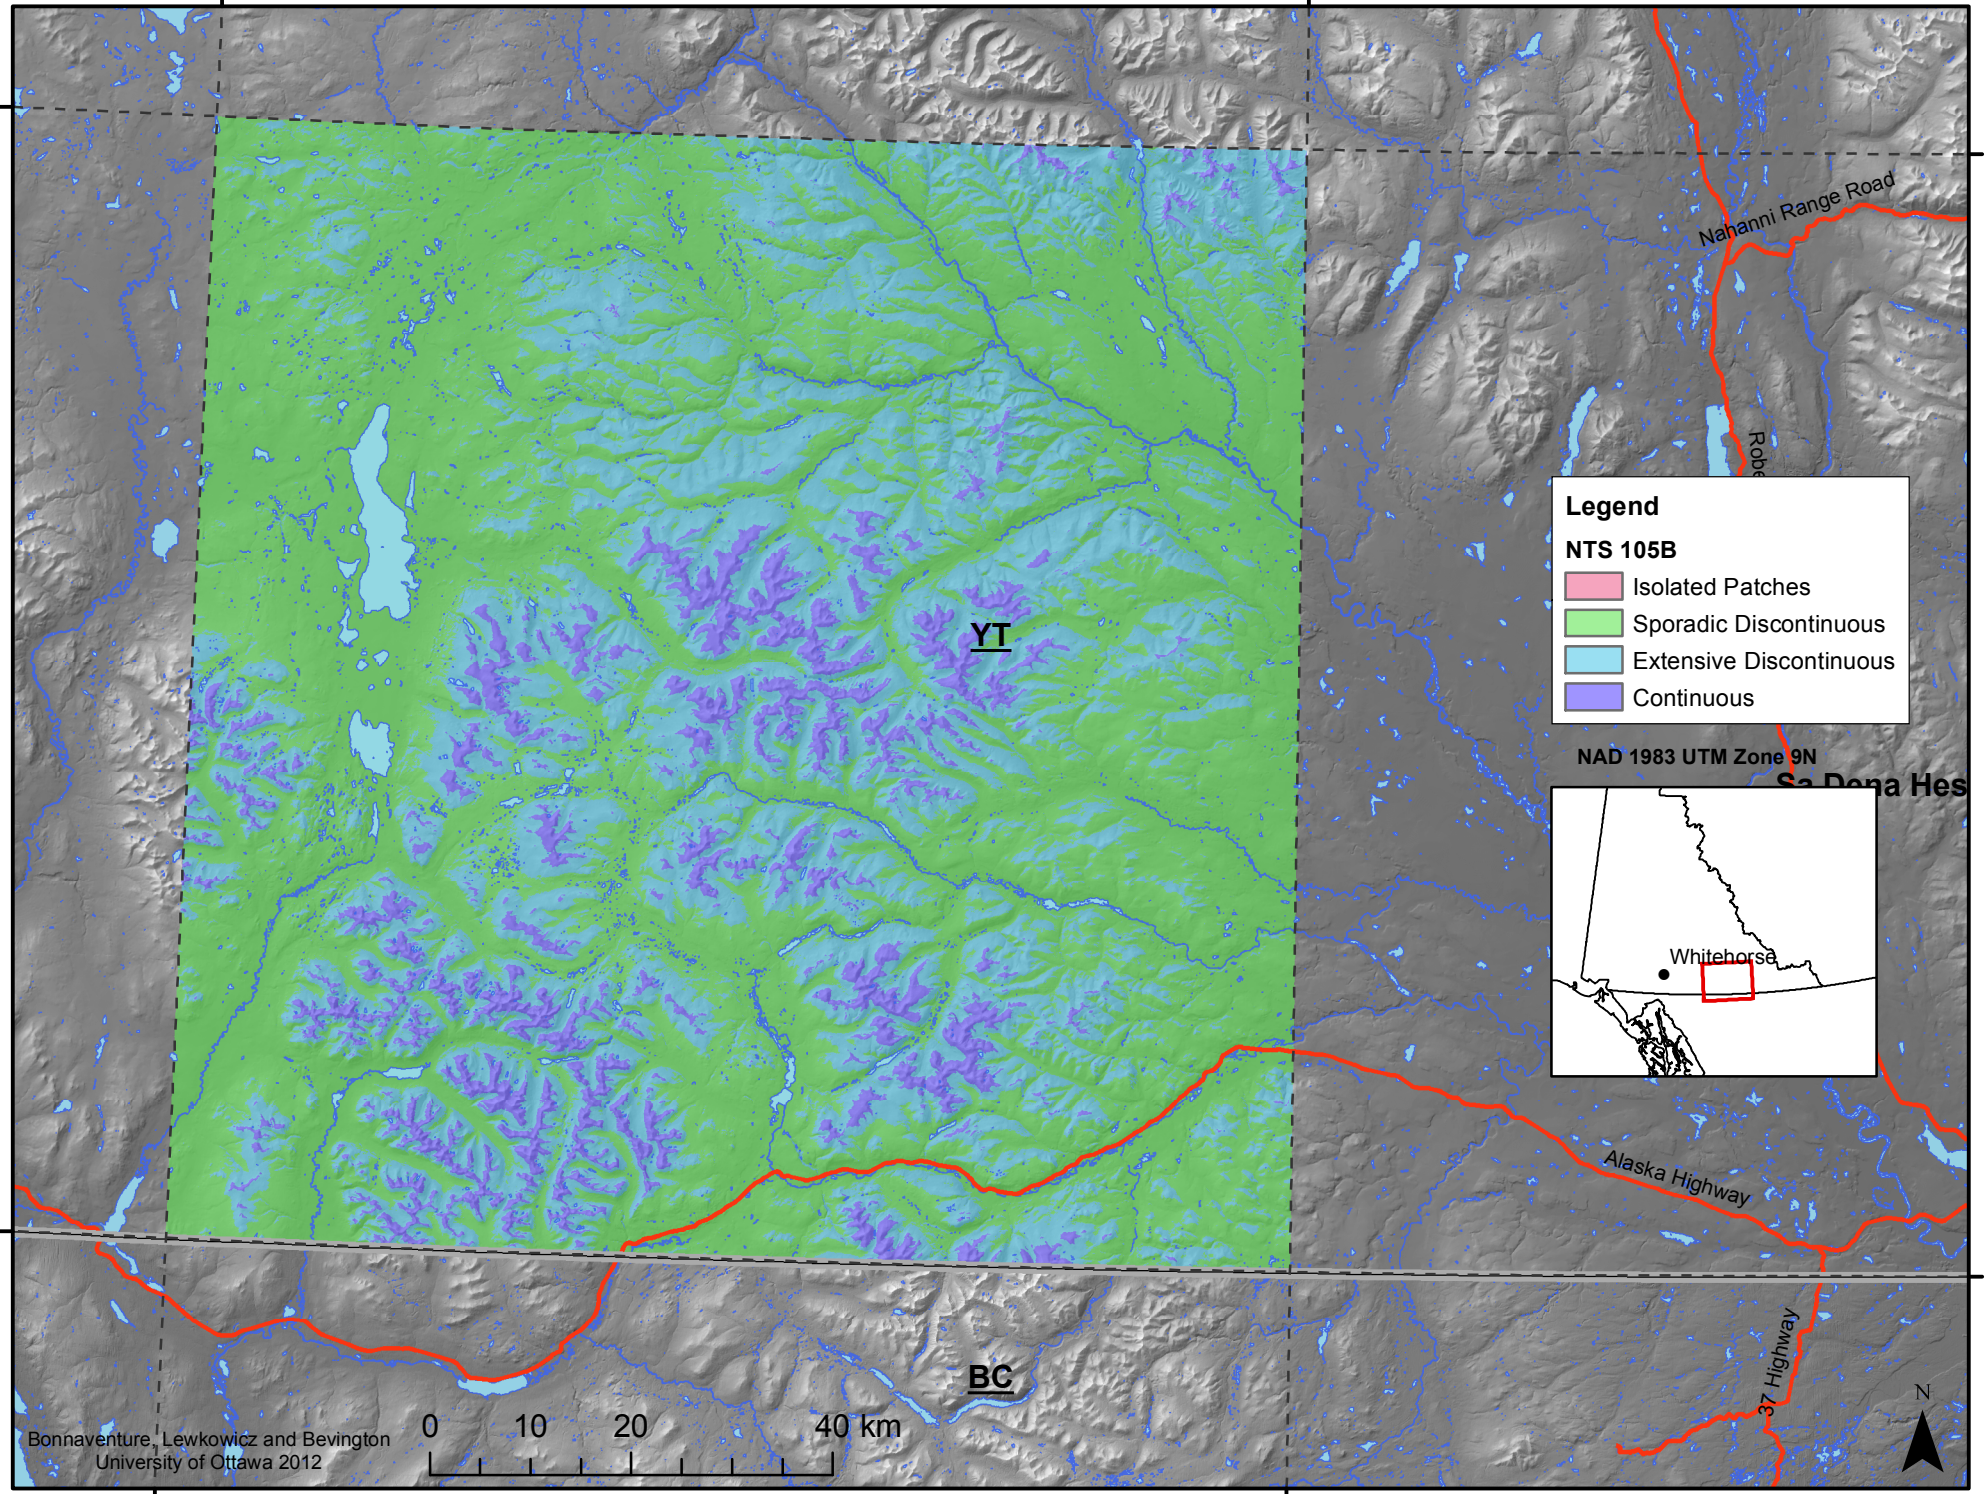 Nahanni Range Road
Robe
Legend
NTS 105B
Isolated Patches
Sporadic Discontinuous
Extensive Discontinuous
Continuous
YT
NAD 1983 UTM Zone 9N
Sa Dena Hes
Whitehorse
Alaska Highway
37 Highway
BC
N
0 10 20 40 km
Bonnaventure, Lewkowicz and Bevington
University of Ottawa 2012